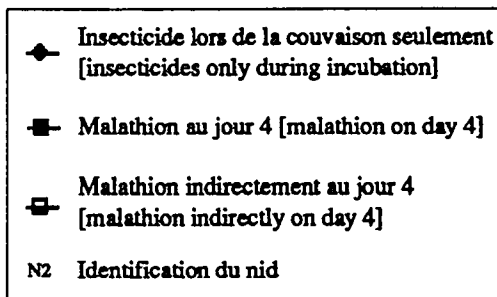 Insecticide lors de la couvaison seulement
[insecticides only during incubation]
Malathion au jour 4 [malathion on day 4]
Malathion indirectement au jour 4
[malathion indirectly on day 4]
N2 Identification du nid